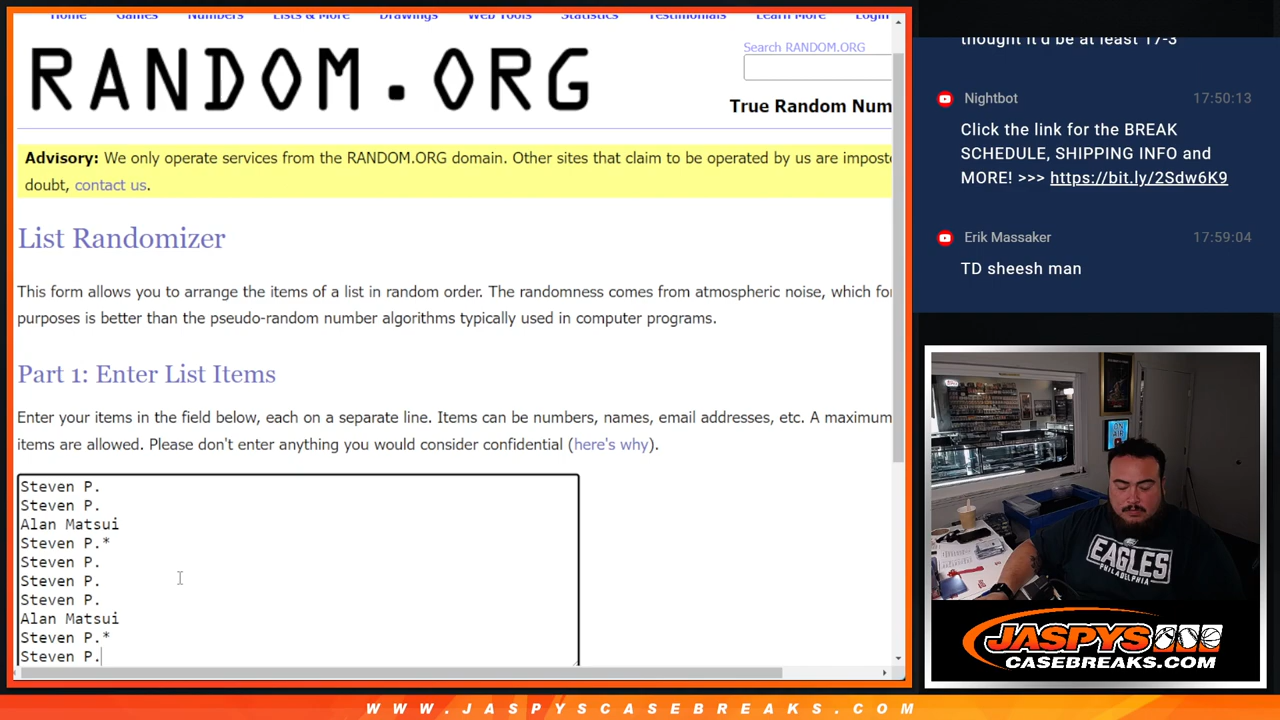 Home Games Numbers Lists & More Drawings Web Tools Statistics Testimonials Learn More Login
RANDOM.ORG
Search RANDOM.ORG
True Random Num
Advisory: We only operate services from the RANDOM.ORG domain. Other sites that claim to be operated by us are imposte
doubt, contact us.
List Randomizer
This form allows you to arrange the items of a list in random order. The randomness comes from atmospheric noise, which for
purposes is better than the pseudo-random number algorithms typically used in computer programs.
Part 1: Enter List Items
Enter your items in the field below, each on a separate line. Items can be numbers, names, email addresses, etc. A maximum
items are allowed. Please don't enter anything you would consider confidential (here's why).
Steven P.
Steven P.
Alan Matsui
Steven P.*
Steven P.
Steven P.
Steven P.
Alan Matsui
Steven P.*
Steven P.
thought it'd be at least 17-3
Nightbot 17:50:13
Click the link for the BREAK
SCHEDULE, SHIPPING INFO and
MORE! >>> https://bit.ly/2Sdw6K9
Erik Massaker 17:59:04
TD sheesh man
EAGLES
PHILADELPHIA
JASPYS
CASEBREAKS.COM
WWW.JASPYSCASEBREAKS.COM